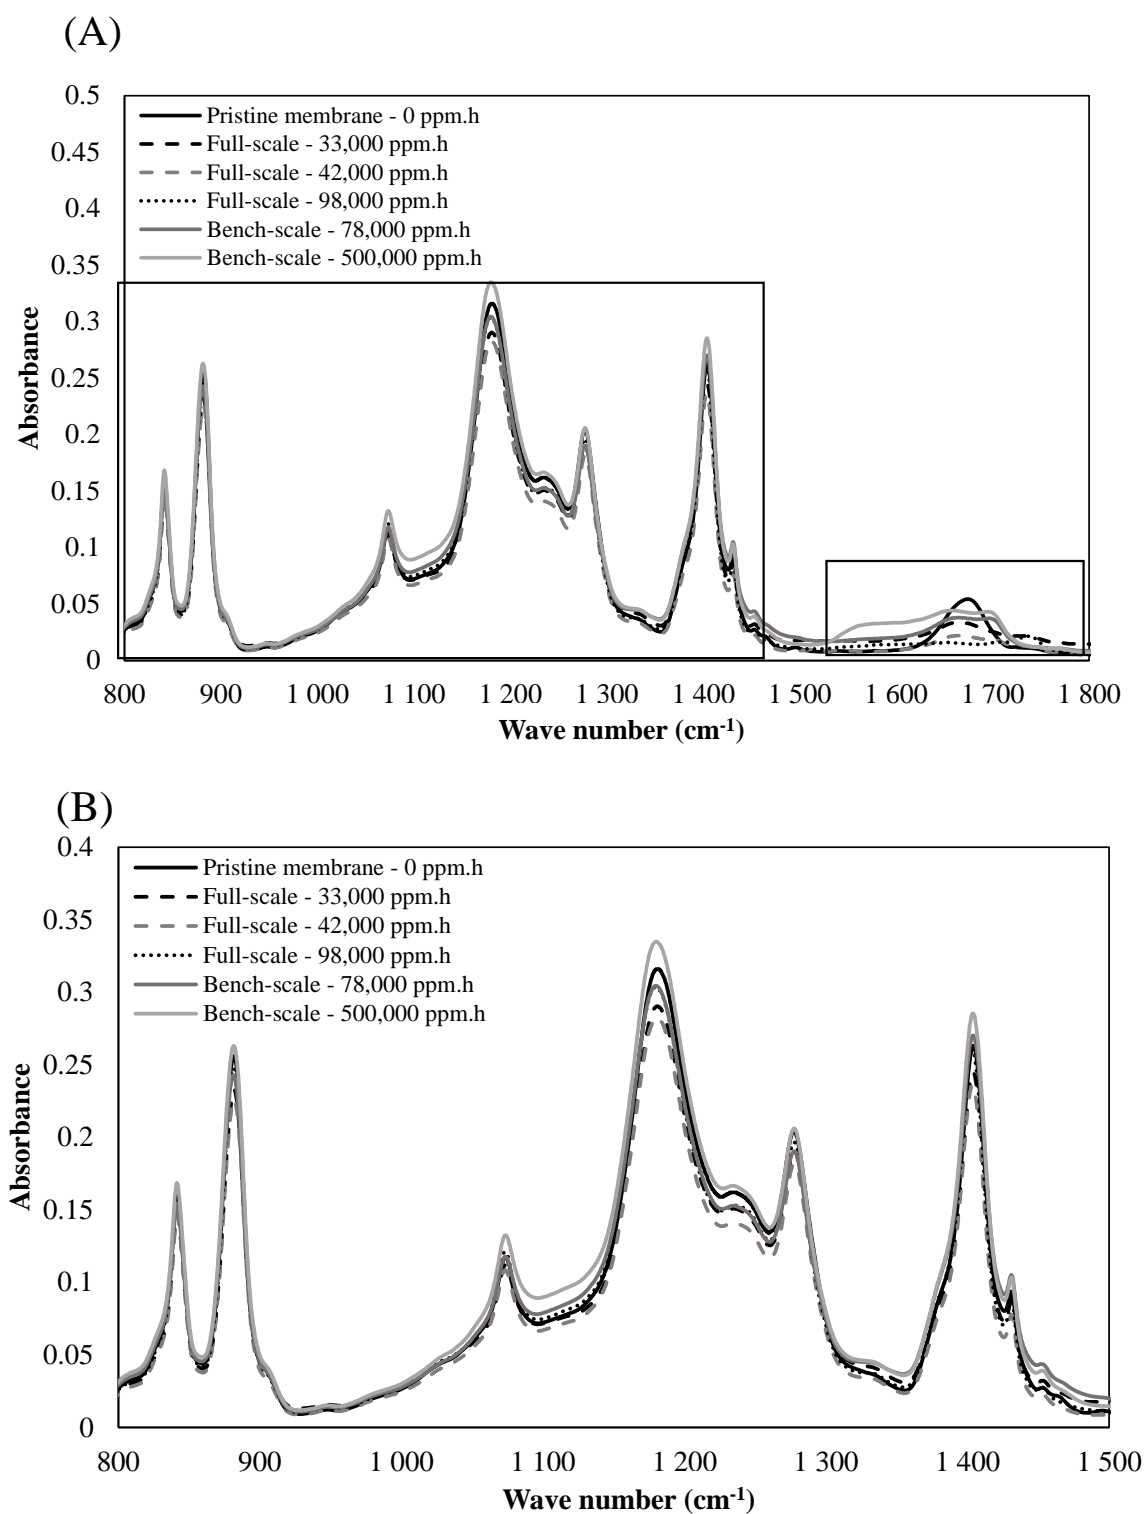 (A)
0.5
0.45
0.4
0.35
0.3
0.25
0.2
0.15
0.1
0.05
0
Absorbance
Pristine membrane - 0 ppm.h
Full-scale - 33,000 ppm.h
Full-scale - 42,000 ppm.h
Full-scale - 98,000 ppm.h
Bench-scale - 78,000 ppm.h
Bench-scale - 500,000 ppm.h
800 900 1 000 1 100 1 200 1 300 1 400 1 500 1 600 1 700 1 800
Wave number (cm⁻¹)
(B)
0.4
0.35
0.3
0.25
0.2
0.15
0.1
0.05
0
Absorbance
Pristine membrane - 0 ppm.h
Full-scale - 33,000 ppm.h
Full-scale - 42,000 ppm.h
Full-scale - 98,000 ppm.h
Bench-scale - 78,000 ppm.h
Bench-scale - 500,000 ppm.h
800 900 1 000 1 100 1 200 1 300 1 400 1 500
Wave number (cm⁻¹)